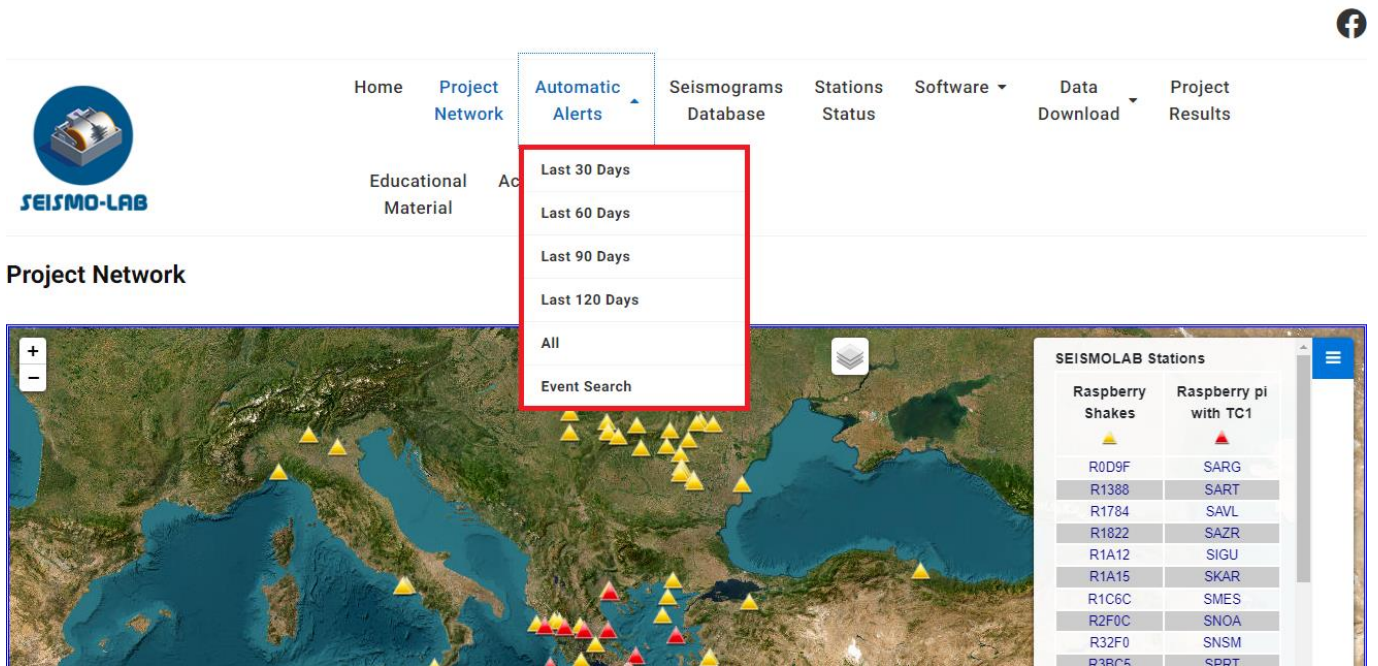 Home
Project
Network
Automatic
Alerts
Seismograms
Database
Stations
Status
Software
Data
Download
Project
Results
SEISMO-LAB
Educational
Material
Ac
Last 30 Days
Last 60 Days
Last 90 Days
Last 120 Days
All
Event Search
Project Network
+
−
SEISMOLAB Stations
Raspberry Raspberry pi
Shakes with TC1
R0D9F SARG
R1388 SART
R1784 SAVL
R1822 SAZR
R1A12 SIGU
R1A15 SKAR
R1C6C SMES
R2F0C SNOA
R32F0 SNSM
R3BC5 SPRT